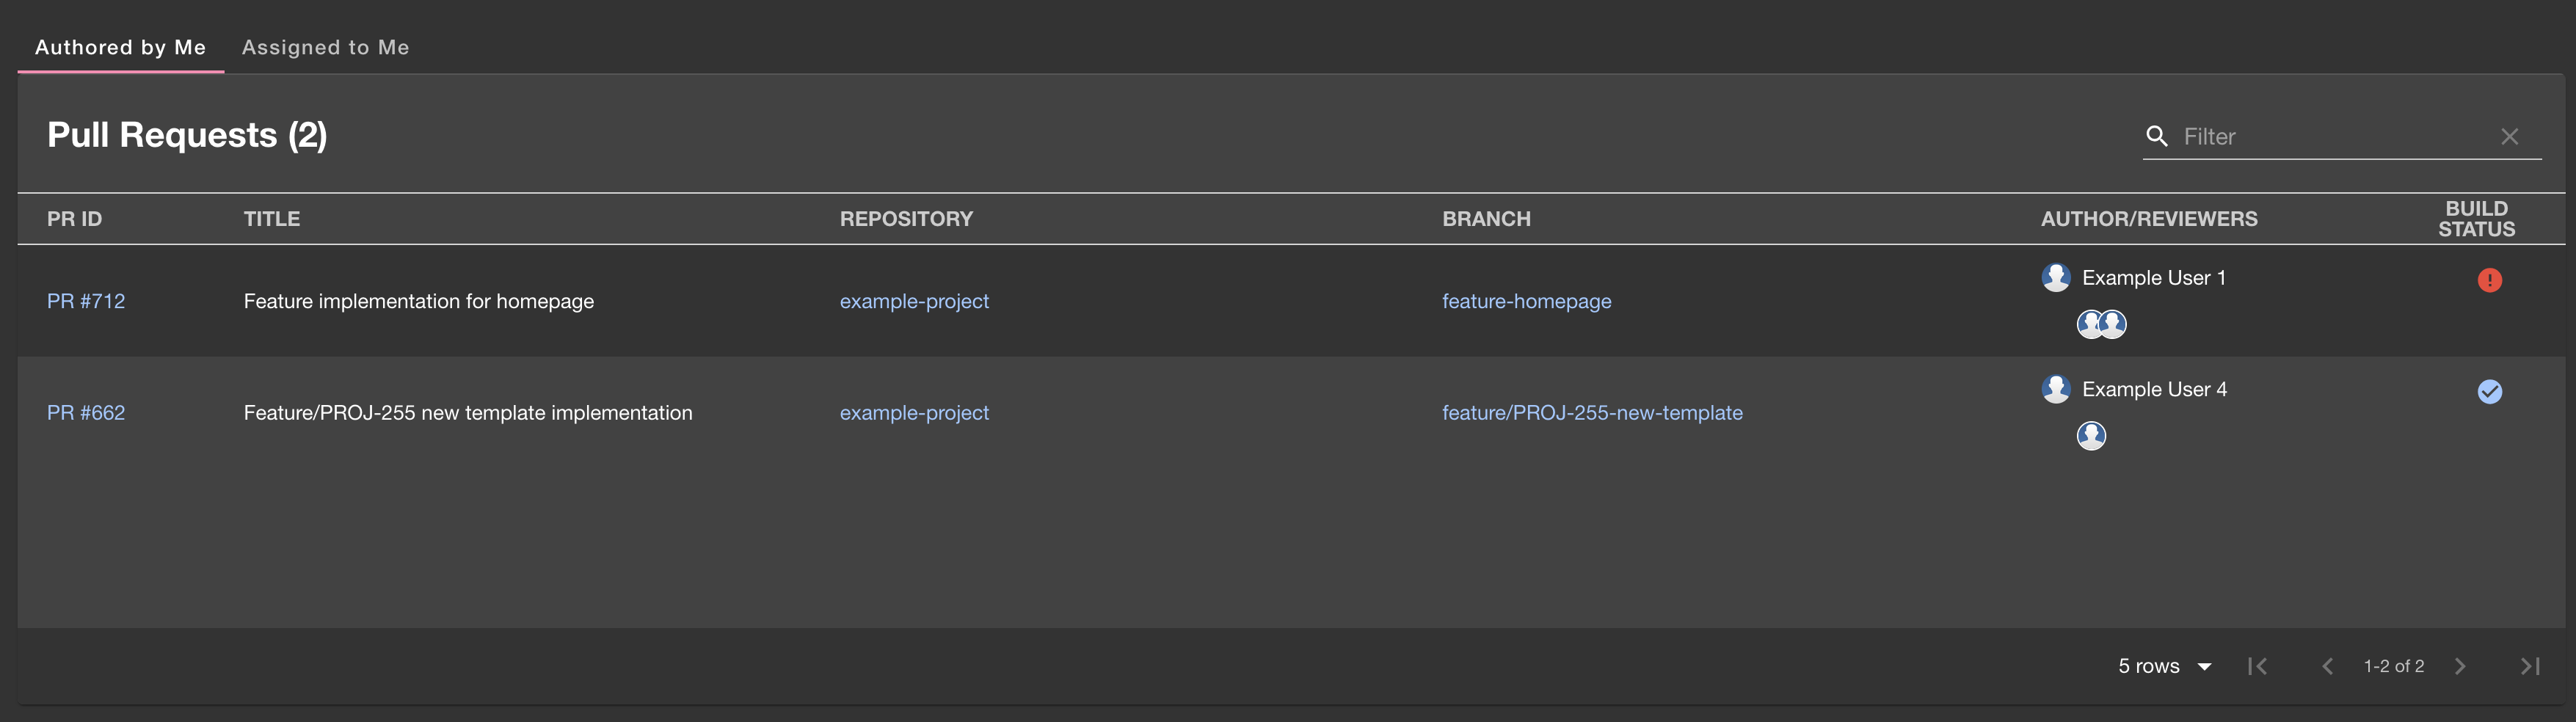 Authored by Me Assigned to Me
Pull Requests (2)
Filter
PR ID TITLE REPOSITORY BRANCH AUTHOR/REVIEWERS BUILD STATUS
PR #712 Feature implementation for homepage example-project feature-homepage Example User 1
PR #662 Feature/PROJ-255 new template implementation example-project feature/PROJ-255-new-template Example User 4
5 rows 1-2 of 2